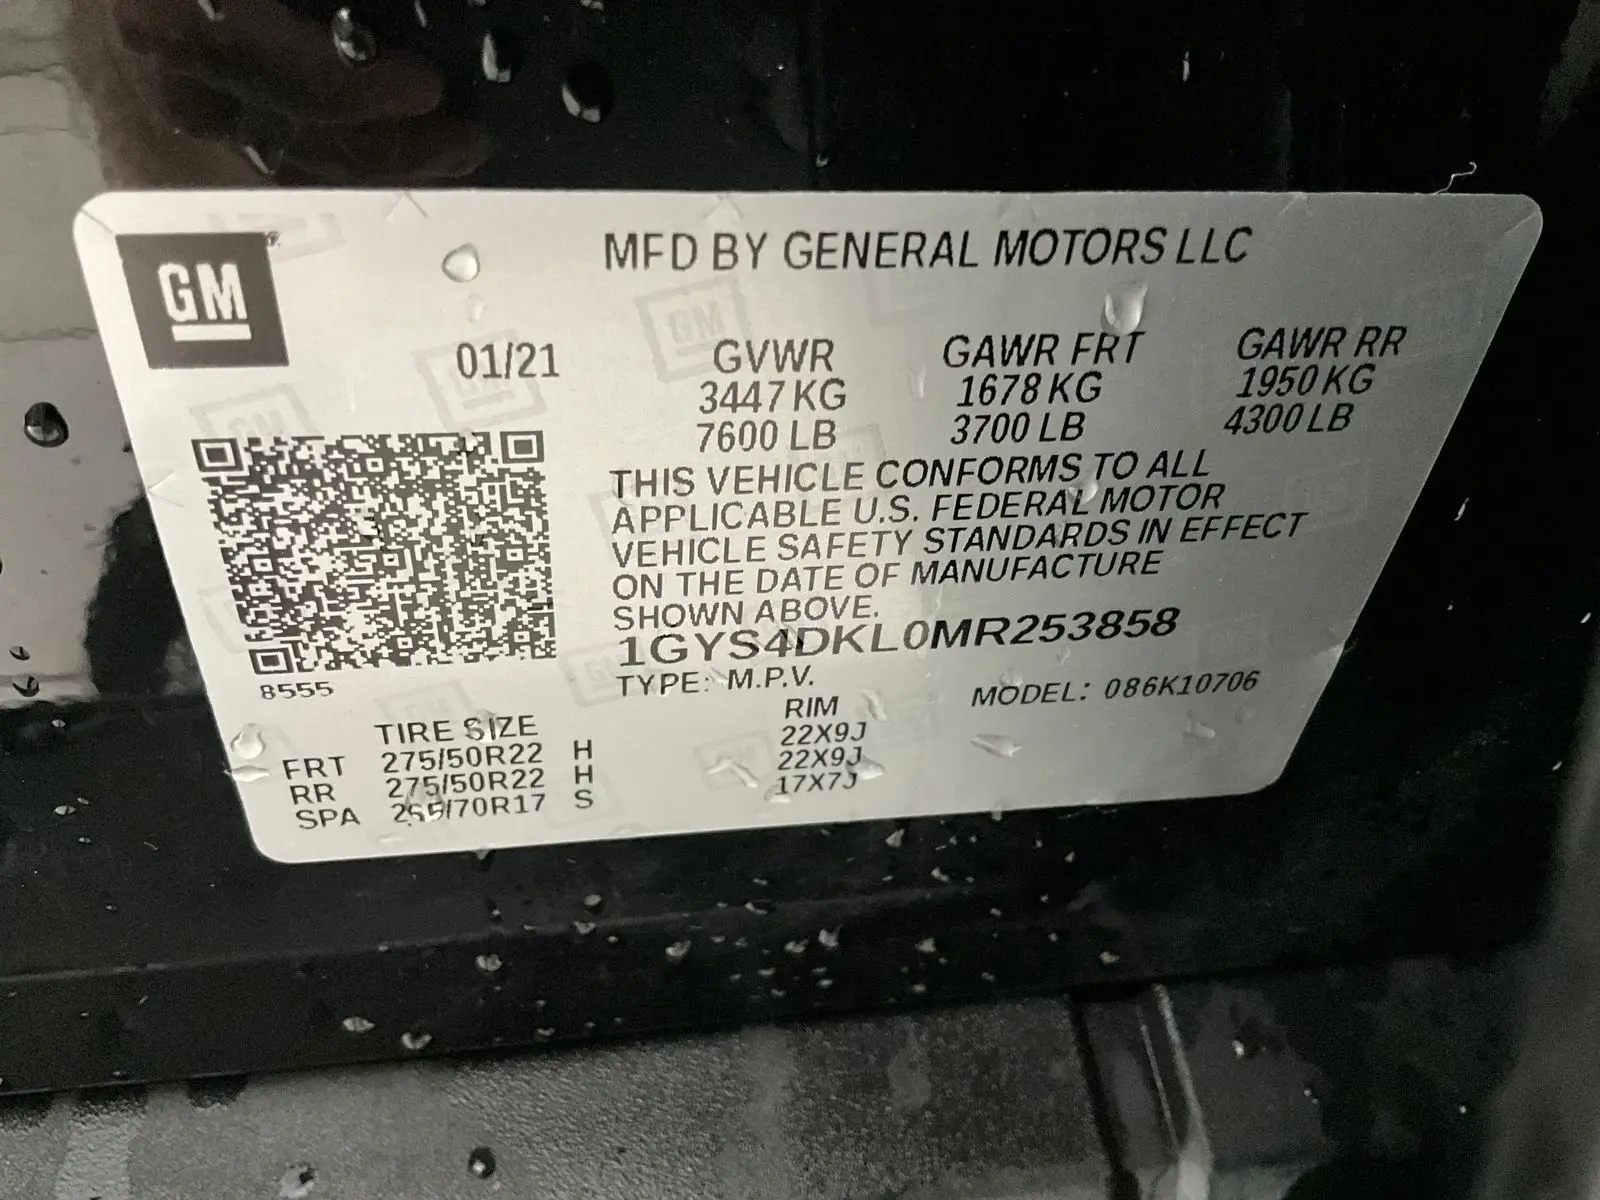 GM
MFD BY GENERAL MOTORS LLC
01/21
GVWR GAWR FRT GAWR RR
3447 KG 1678 KG 1950 KG
7600 LB 3700 LB 4300 LB
THIS VEHICLE CONFORMS TO ALL
APPLICABLE U.S. FEDERAL MOTOR
VEHICLE SAFETY STANDARDS IN EFFECT
ON THE DATE OF MANUFACTURE
SHOWN ABOVE.
1GYS4DKL0MR253858
8555
TYPE: M.P.V. MODEL: 086K10706
TIRE SIZE RIM
FRT 275/50R22 H 22X9J
RR 275/50R22 H 22X9J
SPA 265/70R17 S 17X7J